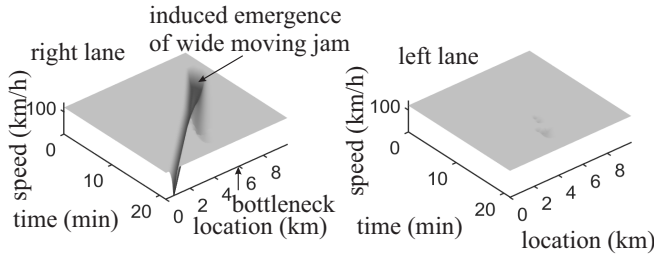 induced emergence
of wide moving jam
right lane
speed (km/h)
100
0
10
20
time (min)
0 2 4 6 8
bottleneck
location (km)
left lane
speed (km/h)
100
0
10
20
time (min)
0 2 4 6 8
location (km)